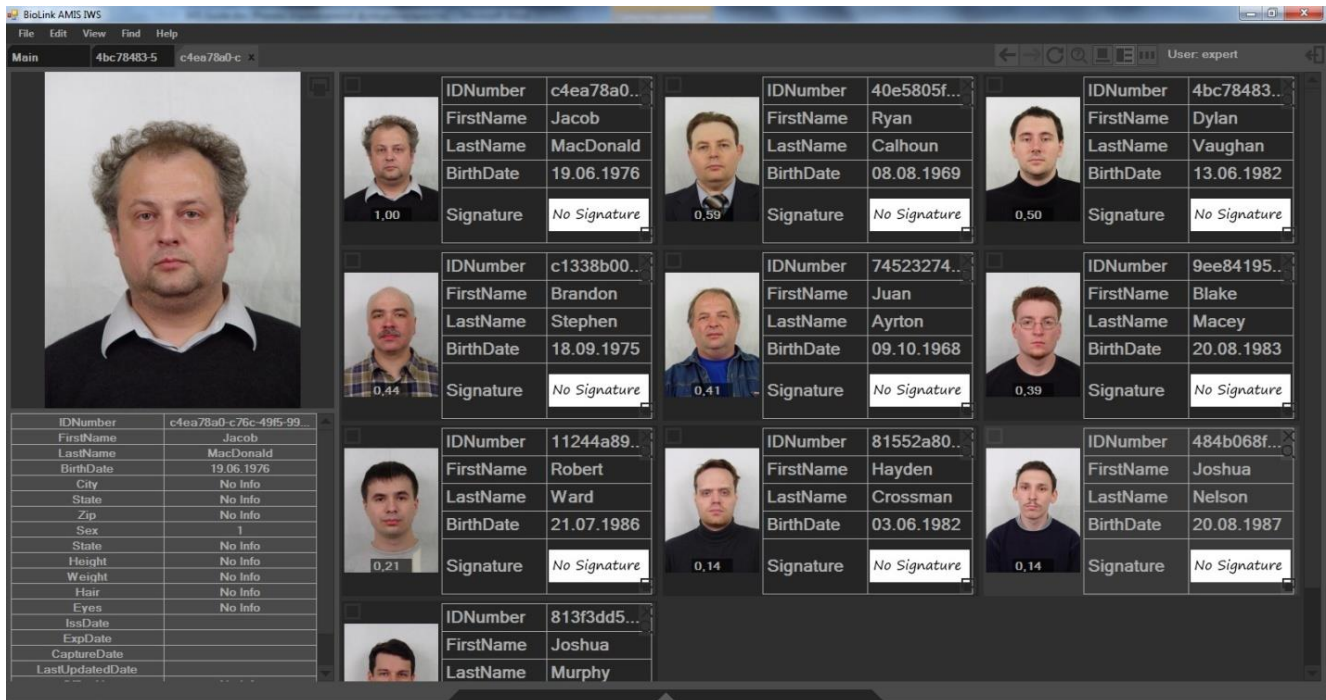 BioLink AMIS IWS
File Edit View Find Help
Main 4bc78483-5 c4ea78a0-c x User: expert
IDNumber c4ea78a0-c76c-49f5-99...
FirstName Jacob
LastName MacDonald
BirthDate 19.06.1976
City No Info
State No Info
Zip No Info
Sex 1
State No Info
Height No Info
Weight No Info
Hair No Info
Eyes No Info
IssDate
ExpDate
CaptureDate
LastUpdatedDate
IDNumber c4ea78a0..
FirstName Jacob
LastName MacDonald
BirthDate 19.06.1976
1,00 Signature No Signature
IDNumber 40e5805f..
FirstName Ryan
LastName Calhoun
BirthDate 08.08.1969
0,59 Signature No Signature
IDNumber 4bc78483..
FirstName Dylan
LastName Vaughan
BirthDate 13.06.1982
0,50 Signature No Signature
IDNumber c1338b00..
FirstName Brandon
LastName Stephen
BirthDate 18.09.1975
0,44 Signature No Signature
IDNumber 74523274..
FirstName Juan
LastName Ayrton
BirthDate 09.10.1968
0,41 Signature No Signature
IDNumber 9ee84195..
FirstName Blake
LastName Macey
BirthDate 20.08.1983
0,39 Signature No Signature
IDNumber 11244a89..
FirstName Robert
LastName Ward
BirthDate 21.07.1986
0,21 Signature No Signature
IDNumber 81552a80..
FirstName Hayden
LastName Crossman
BirthDate 03.06.1982
0,14 Signature No Signature
IDNumber 484b068f...
FirstName Joshua
LastName Nelson
BirthDate 20.08.1987
0,14 Signature No Signature
IDNumber 813f3dd5...
FirstName Joshua
LastName Murphy